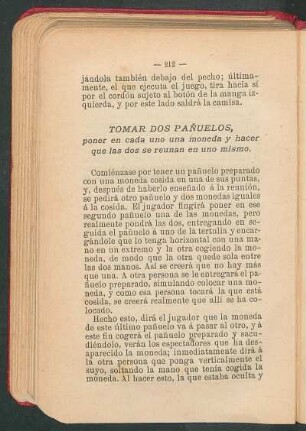 — 212 —
jándola también debajo del pecho; última-
mente, el que ejecuta el juego, tira hacia sí
por el cordón sujeto al botón de la manga iz-
quierda, y por este lado saldrá la camisa.
TOMAR DOS PAÑUELOS,
poner en cada uno una moneda y hacer
que las dos se reunan en uno mismo.
Comiénzase por tener un pañuelo preparado
con una moneda cosida en una de sus puntas,
y, después de haberlo enseñado á la reunión,
se pedirá otro pañuelo y dos monedas iguales
á la cosida. El jugador fingirá poner en ese
segundo pañuelo una de las monedas, pero
realmente pondrá las dos, entregando en se-
guida el pañuelo á uno de la tertulia y encar-
gándole que lo tenga horizontal con una ma-
no en un extremo y la otra cogiendo la mo-
neda, de modo que la otra quede sola entre
las dos manos. Así se creerá que no hay más
que una. A otra persona se le entregará el pa-
ñuelo preparado, simulando colocar una mo-
neda, y como esa persona tocará la que está
cosida, se creerá realmente que allí se ha co-
locado.
Hecho esto, dirá el jugador que la moneda
de este último pañuelo va á pasar al otro, y á
este fin cogerá el pañuelo preparado y sacu-
diéndolo, verán los espectadores que ha des-
aparecido la moneda; inmediatamente dirá á
la otra persona que ponga verticalmente el
suyo, soltando la mano que tenía cogida la
moneda. Al hacer esto, la que estaba oculta y